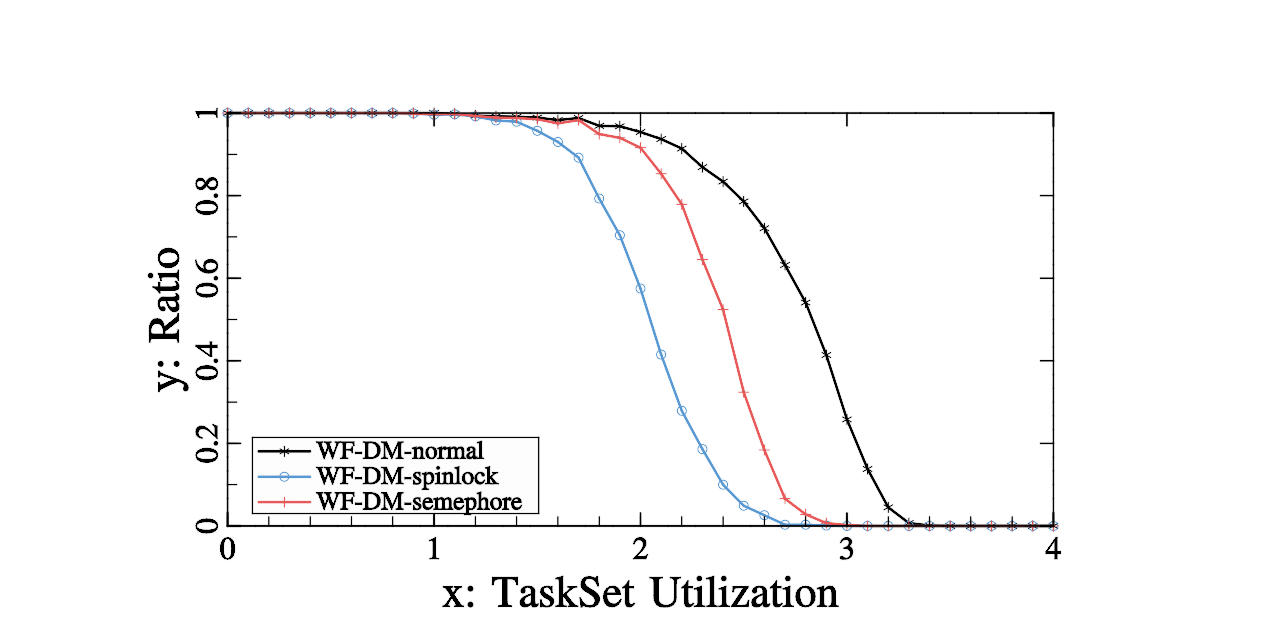 y: Ratio
1
0.8
0.6
0.4
0.2
0
WF-DM-normal
WF-DM-spinlock
WF-DM-semephore
0 1 2 3 4
x: TaskSet Utilization